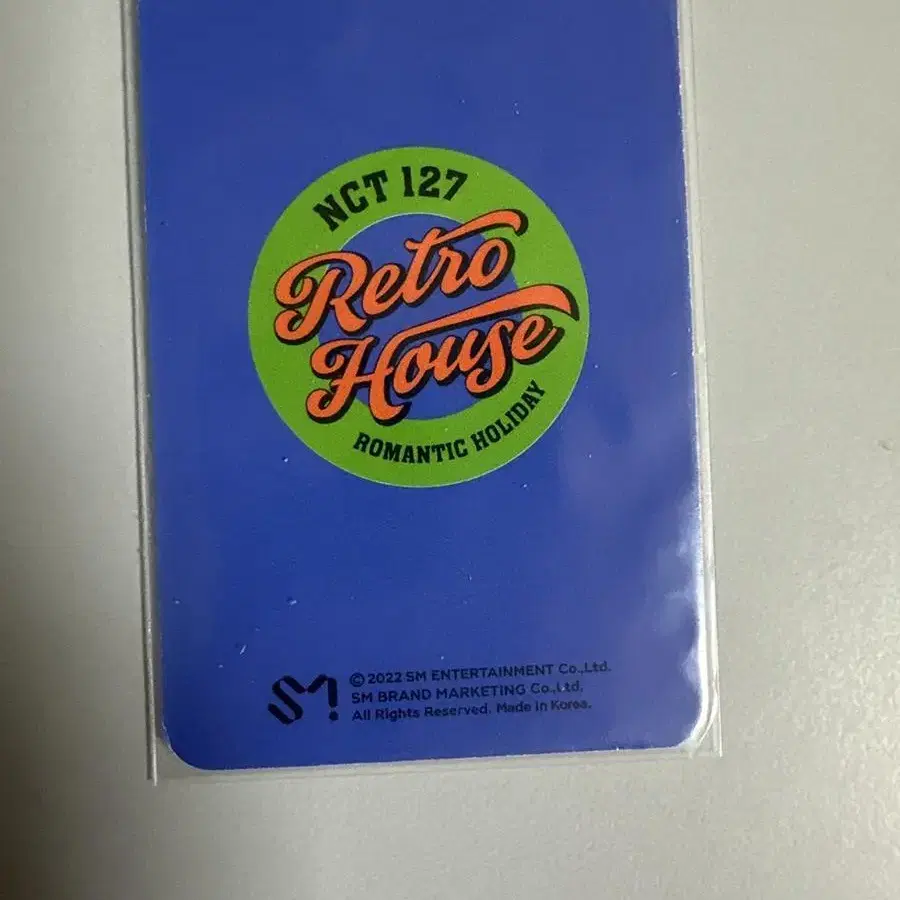 NCT 127
Retro
House
ROMANTIC HOLIDAY
SM
© 2022 SM ENTERTAINMENT Co.,Ltd.
SM BRAND MARKETING Co.,Ltd.
All Rights Reserved. Made in Korea.